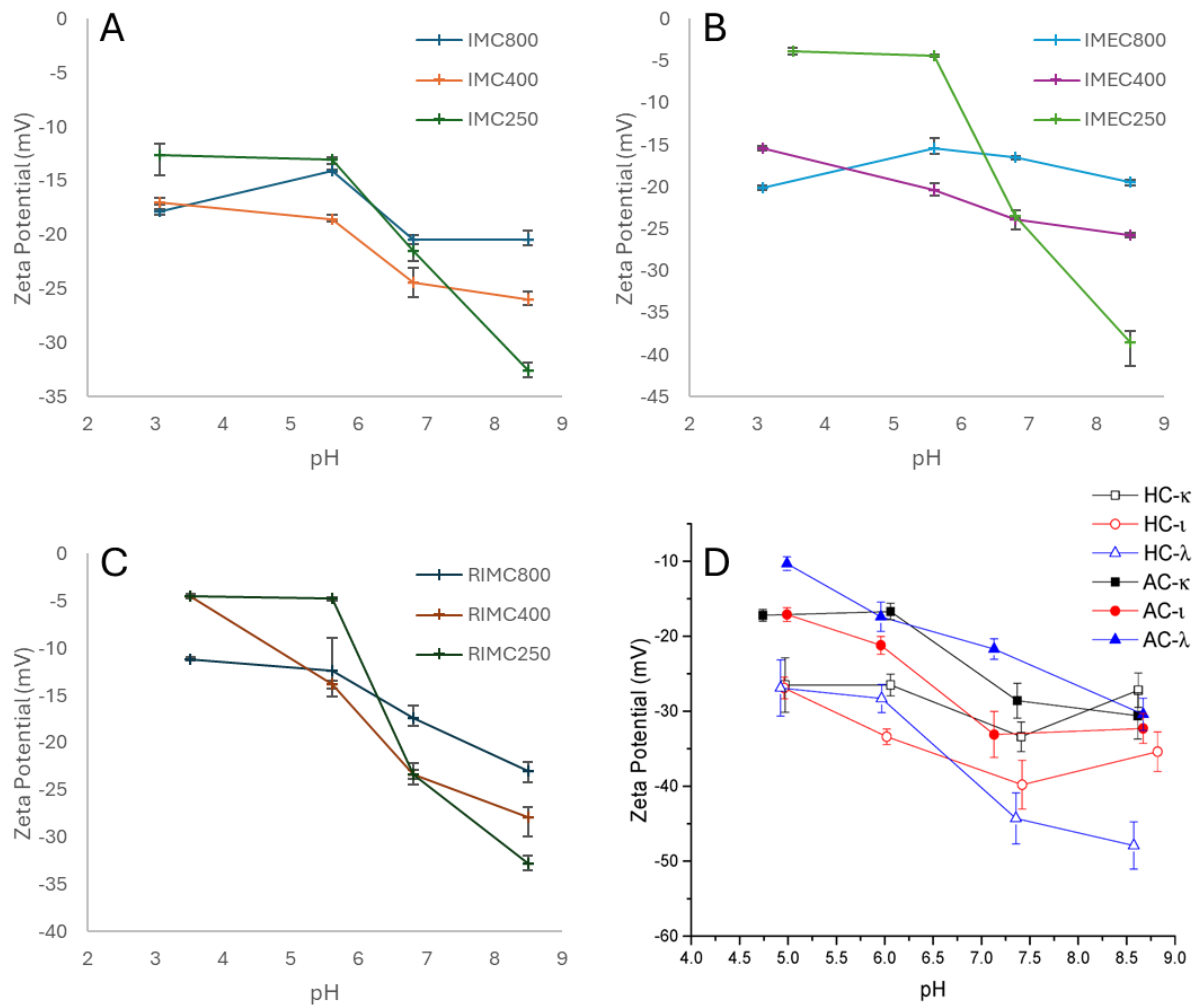 A
IMC800
IMC400
IMC250
0
-5
-10
-15
-20
-25
-30
-35
Zeta Potential (mV)
2 3 4 5 6 7 8 9
pH
B
IMEC800
IMEC400
IMEC250
0
-5
-10
-15
-20
-25
-30
-35
-40
-45
Zeta Potential (mV)
2 3 4 5 6 7 8 9
pH
C
RIMC800
RIMC400
RIMC250
0
-5
-10
-15
-20
-25
-30
-35
-40
Zeta Potential (mV)
2 3 4 5 6 7 8 9
pH
D
HC-κ
HC-ι
HC-λ
AC-κ
AC-ι
AC-λ
-10
-20
-30
-40
-50
-60
Zeta Potential (mV)
4.0 4.5 5.0 5.5 6.0 6.5 7.0 7.5 8.0 8.5 9.0
pH